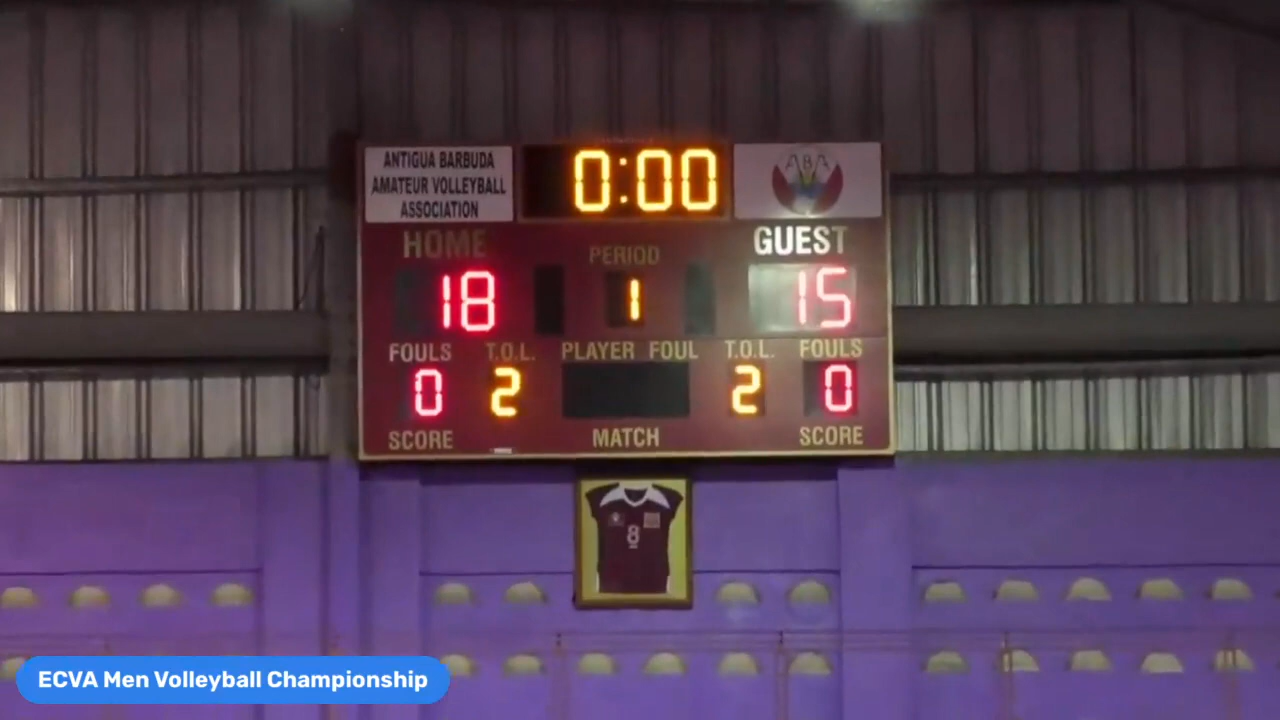 ANTIGUA BARBUDA
AMATEUR VOLLEYBALL
ASSOCIATION
0:00
ABA
HOME
PERIOD
GUEST
18
1
15
FOULS
T.O.L.
PLAYER FOUL
T.O.L.
FOULS
0
2
2
0
SCORE
MATCH
SCORE
8
ECVA Men Volleyball Championship